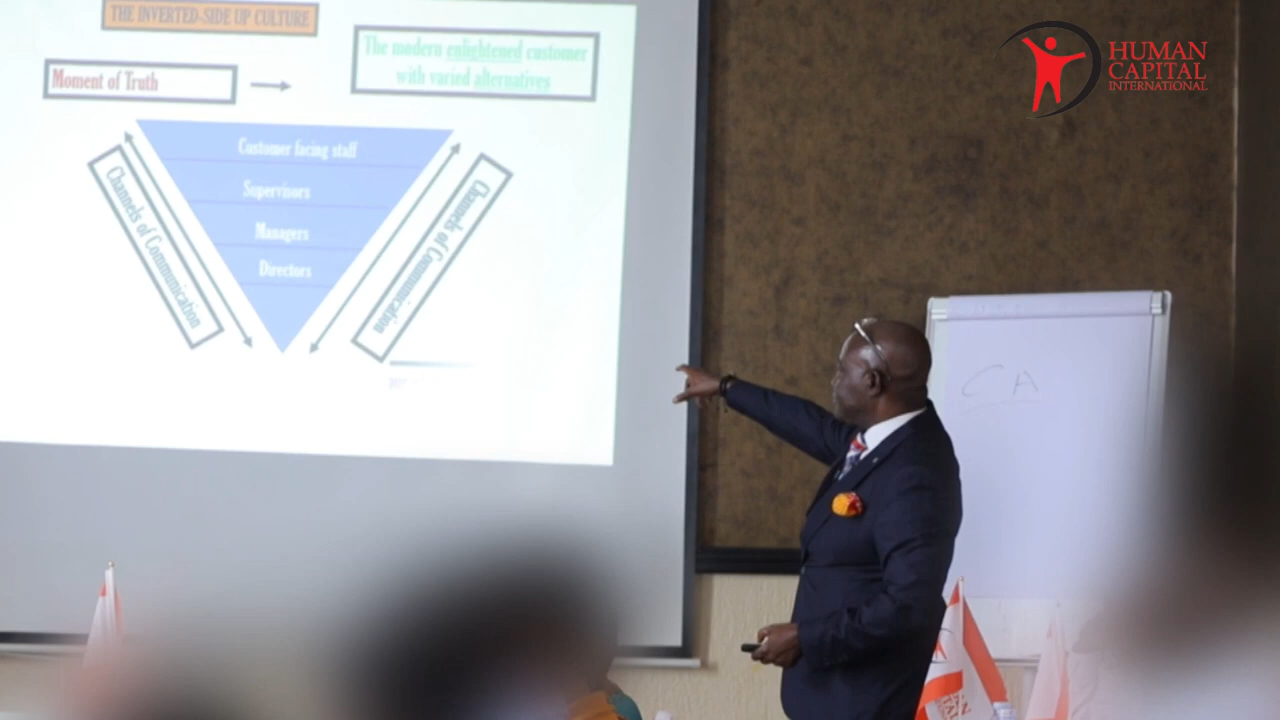 THE INVERTED-SIDE UP CULTURE
The modern enlightened customer
with varied alternatives
Moment of Truth
Customer facing staff
Supervisors
Managers
Directors
Channels of Communication
Channels of Communication
HUMAN
CAPITAL
INTERNATIONAL
CA